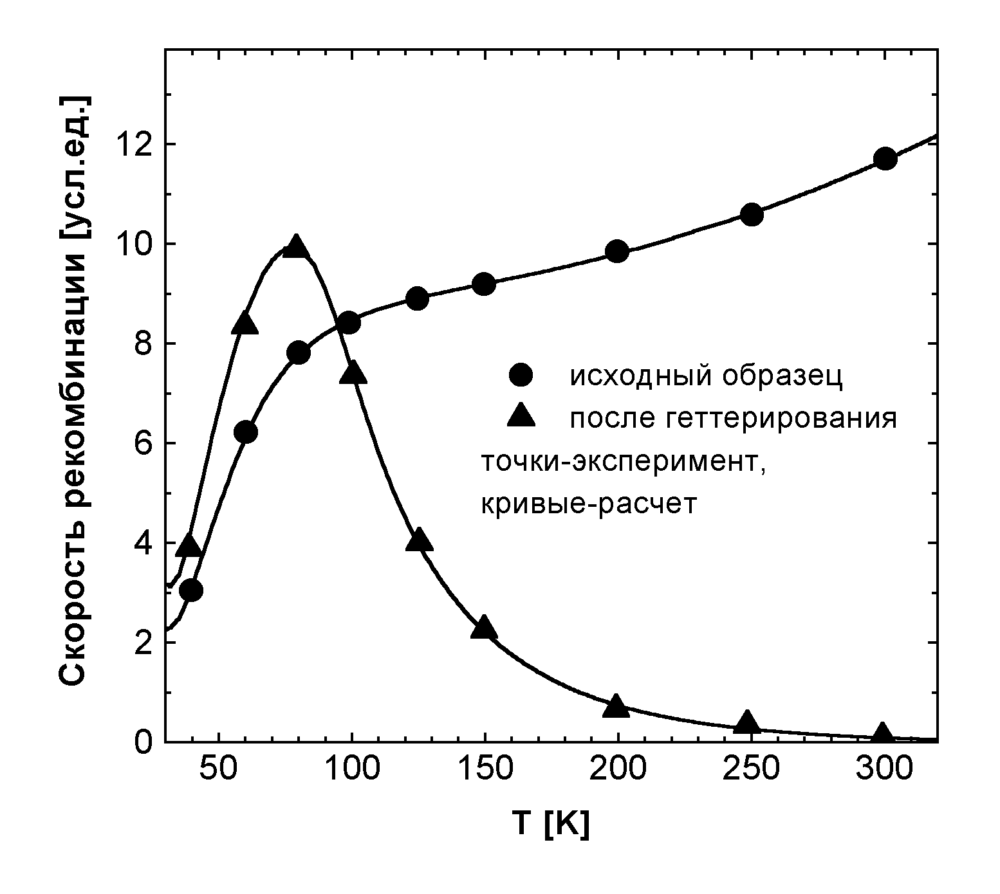 Скорость рекомбинации [усл.ед.]
12
10
8
6
4
2
0
исходный образец
после геттерирования
точки-эксперимент,
кривые-расчет
50 100 150 200 250 300
T [K]